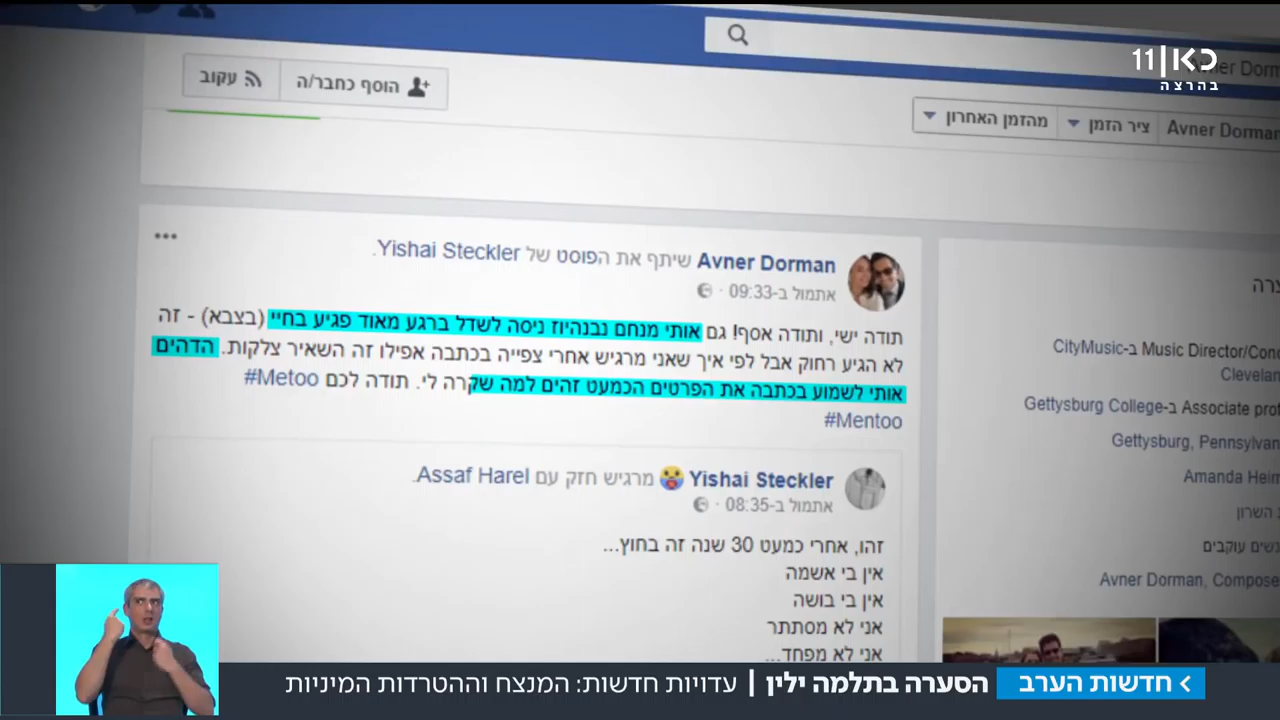 כאן|11
בהרצה
Avner Dorm
הוסף כחבר/ה
עקוב
Avner Dorman
ציר הזמן
מהזמן האחרון
Avner Dorman שיתף את הפוסט של Yishai Steckler.
אתמול ב-09:33
תודה ישי, ותודה אסף! גם אותי מנחם נבנהיוז ניסה לשדל ברגע מאוד פגיע בחיי (בצבא) - זה
לא הגיע רחוק אבל לפי איך שאני מרגיש אחרי צפייה בכתבה אפילו זה השאיר צלקות. הדהים
אותי לשמוע בכתבה את הפרטים הכמעט זהים למה שקרה לי. תודה לכם #Metoo
#Mentoo
Yishai Steckler מרגיש חזק עם Assaf Harel.
אתמול ב-08:35
זהו, אחרי כמעט 30 שנה זה בחוץ...
אין בי אשמה
אין בי בושה
אני לא מסתתר
אני לא מפחד...
צרה
Music Director/Cond ב-CityMusic
Clevelan
Associate prof ב-Gettysburg College
Gettysburg, Pennsylvan
Amanda Heim
השרון
שים עוקבים
Avner Dorman, Compose
חדשות הערב
הסערה בתלמה ילין | עדויות חדשות: המנצח וההטרדות המיניות